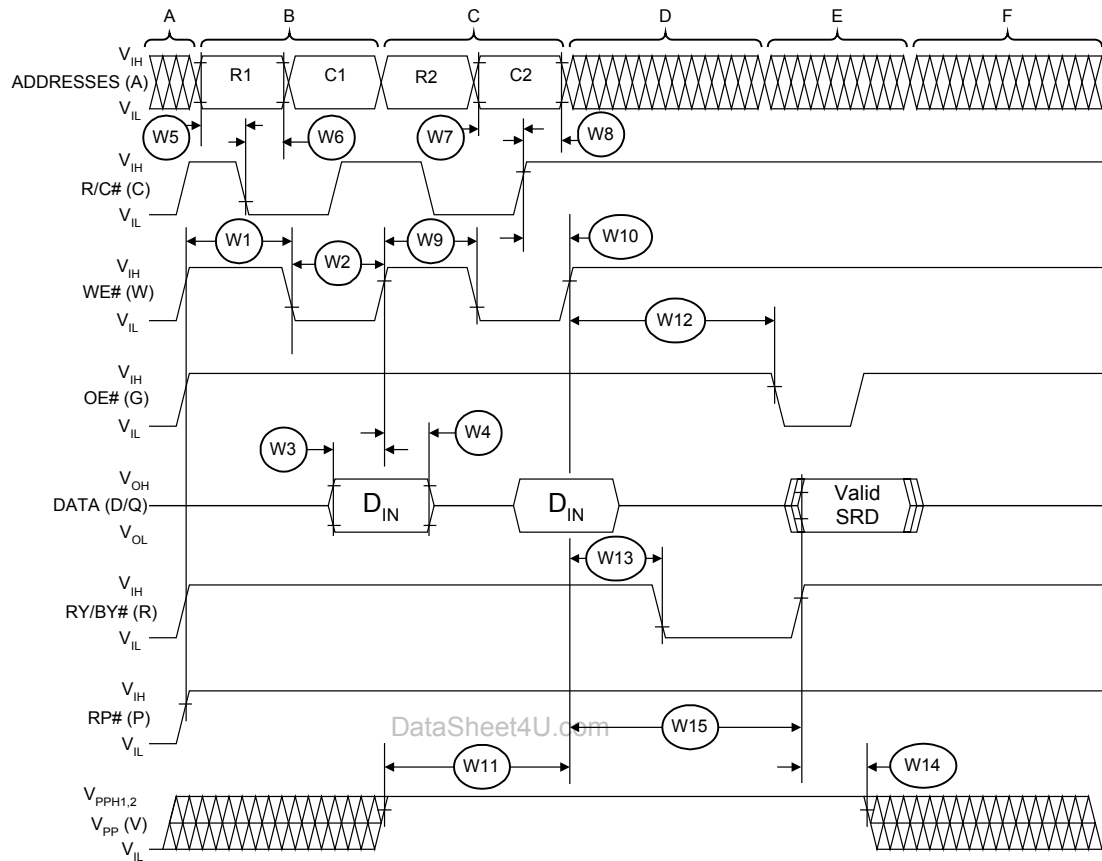 A B C D E F
V_IH
ADDRESSES (A) R1 C1 R2 C2
V_IL
W5 W6 W7 W8
V_IH
R/C# (C)
V_IL
W1 W9 W10
V_IH W2
WE# (W)
V_IL
W12
V_IH
OE# (G)
V_IL
W3 W4
V_OH
DATA (D/Q) D_IN D_IN Valid SRD
V_OL
W13
V_IH
RY/BY# (R)
V_IL
V_IH
RP# (P)
DataSheet4U.com W15
V_IL
W11 W14
V_PPH1,2
V_PP (V)
V_IL